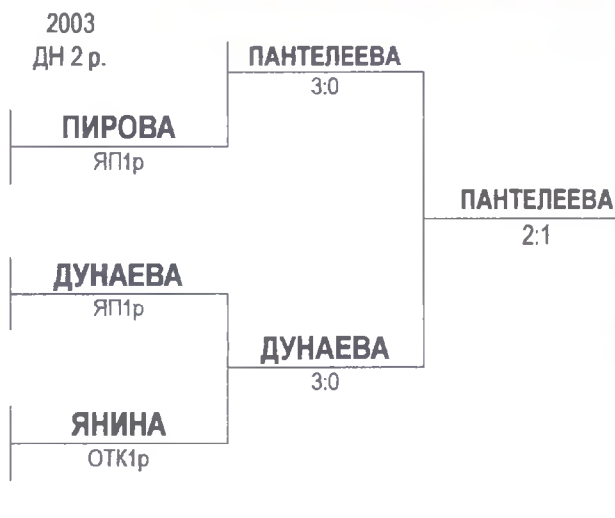 2003
ДН 2 р.
ПАНТЕЛЕЕВА
3:0
ПИРОВА
ЯП1р
ПАНТЕЛЕЕВА
2:1
ДУНАЕВА
ЯП1р
ДУНАЕВА
3:0
ЯНИНА
ОТК1р